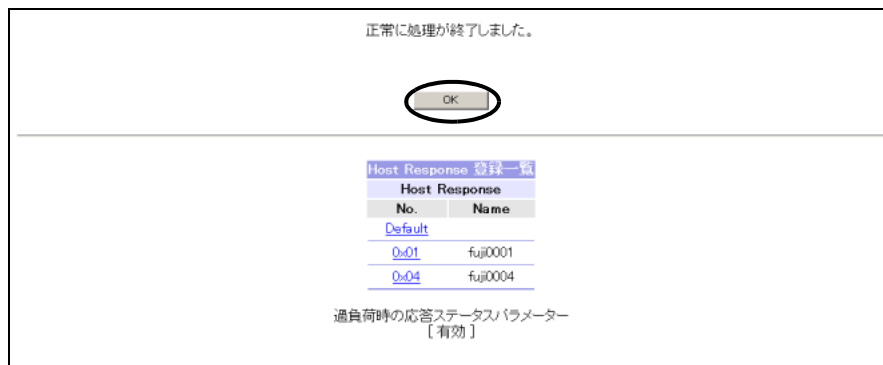 正常に処理が終了しました。
OK
Host Response 登録一覧
Host Response
No. Name
Default
0x01 fuji0001
0x04 fuji0004
過負荷時の応答ステータスパラメーター
[ 有効 ]